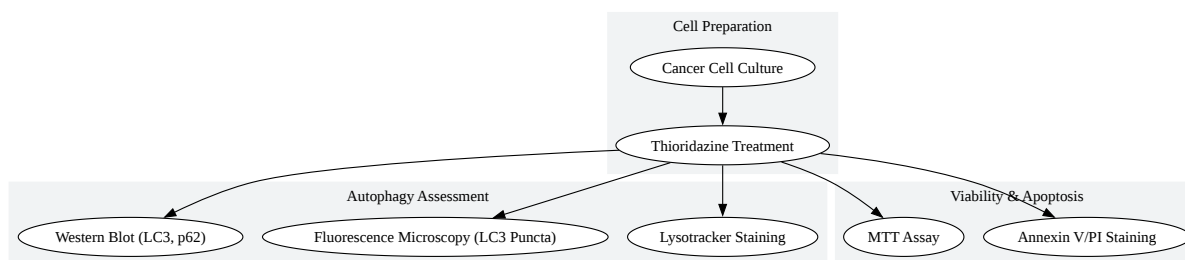 Cell Preparation
Cancer Cell Culture
Thioridazine Treatment
Autophagy Assessment
Viability & Apoptosis
Western Blot (LC3, p62)
Fluorescence Microscopy (LC3 Puncta)
Lysotracker Staining
MTT Assay
Annexin V/PI Staining